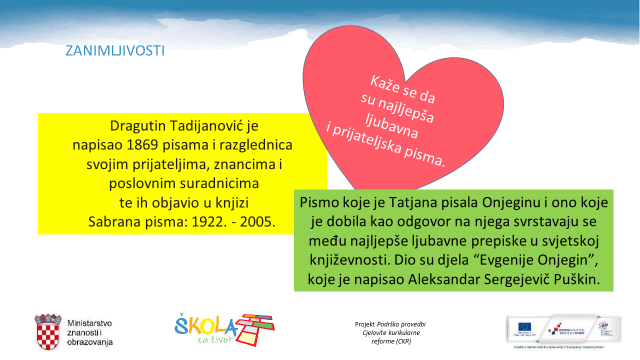 ZANIMLJIVOSTI
Kaže se da
su najljepša
ljubavna
i prijateljska pisma.
Dragutin Tadijanović je
napisao 1869 pisama i razglednica
svojim prijateljima, znancima i
poslovnim suradnicima
te ih objavio u knjizi
Sabrana pisma: 1922. - 2005.
Pismo koje je Tatjana pisala Onjeginu i ono koje
je dobila kao odgovor na njega svrstavaju se
među najljepše ljubavne prepiske u svjetskoj
književnosti. Dio su djela “Evgenije Onjegin”,
koje je napisao Aleksandar Sergejevič Puškin.
Ministarstvo
znanosti i
obrazovanja
ŠKOLA
za život
Projekt Podrška provedbi
Cjelovite kurikularne
reforme (CKR)